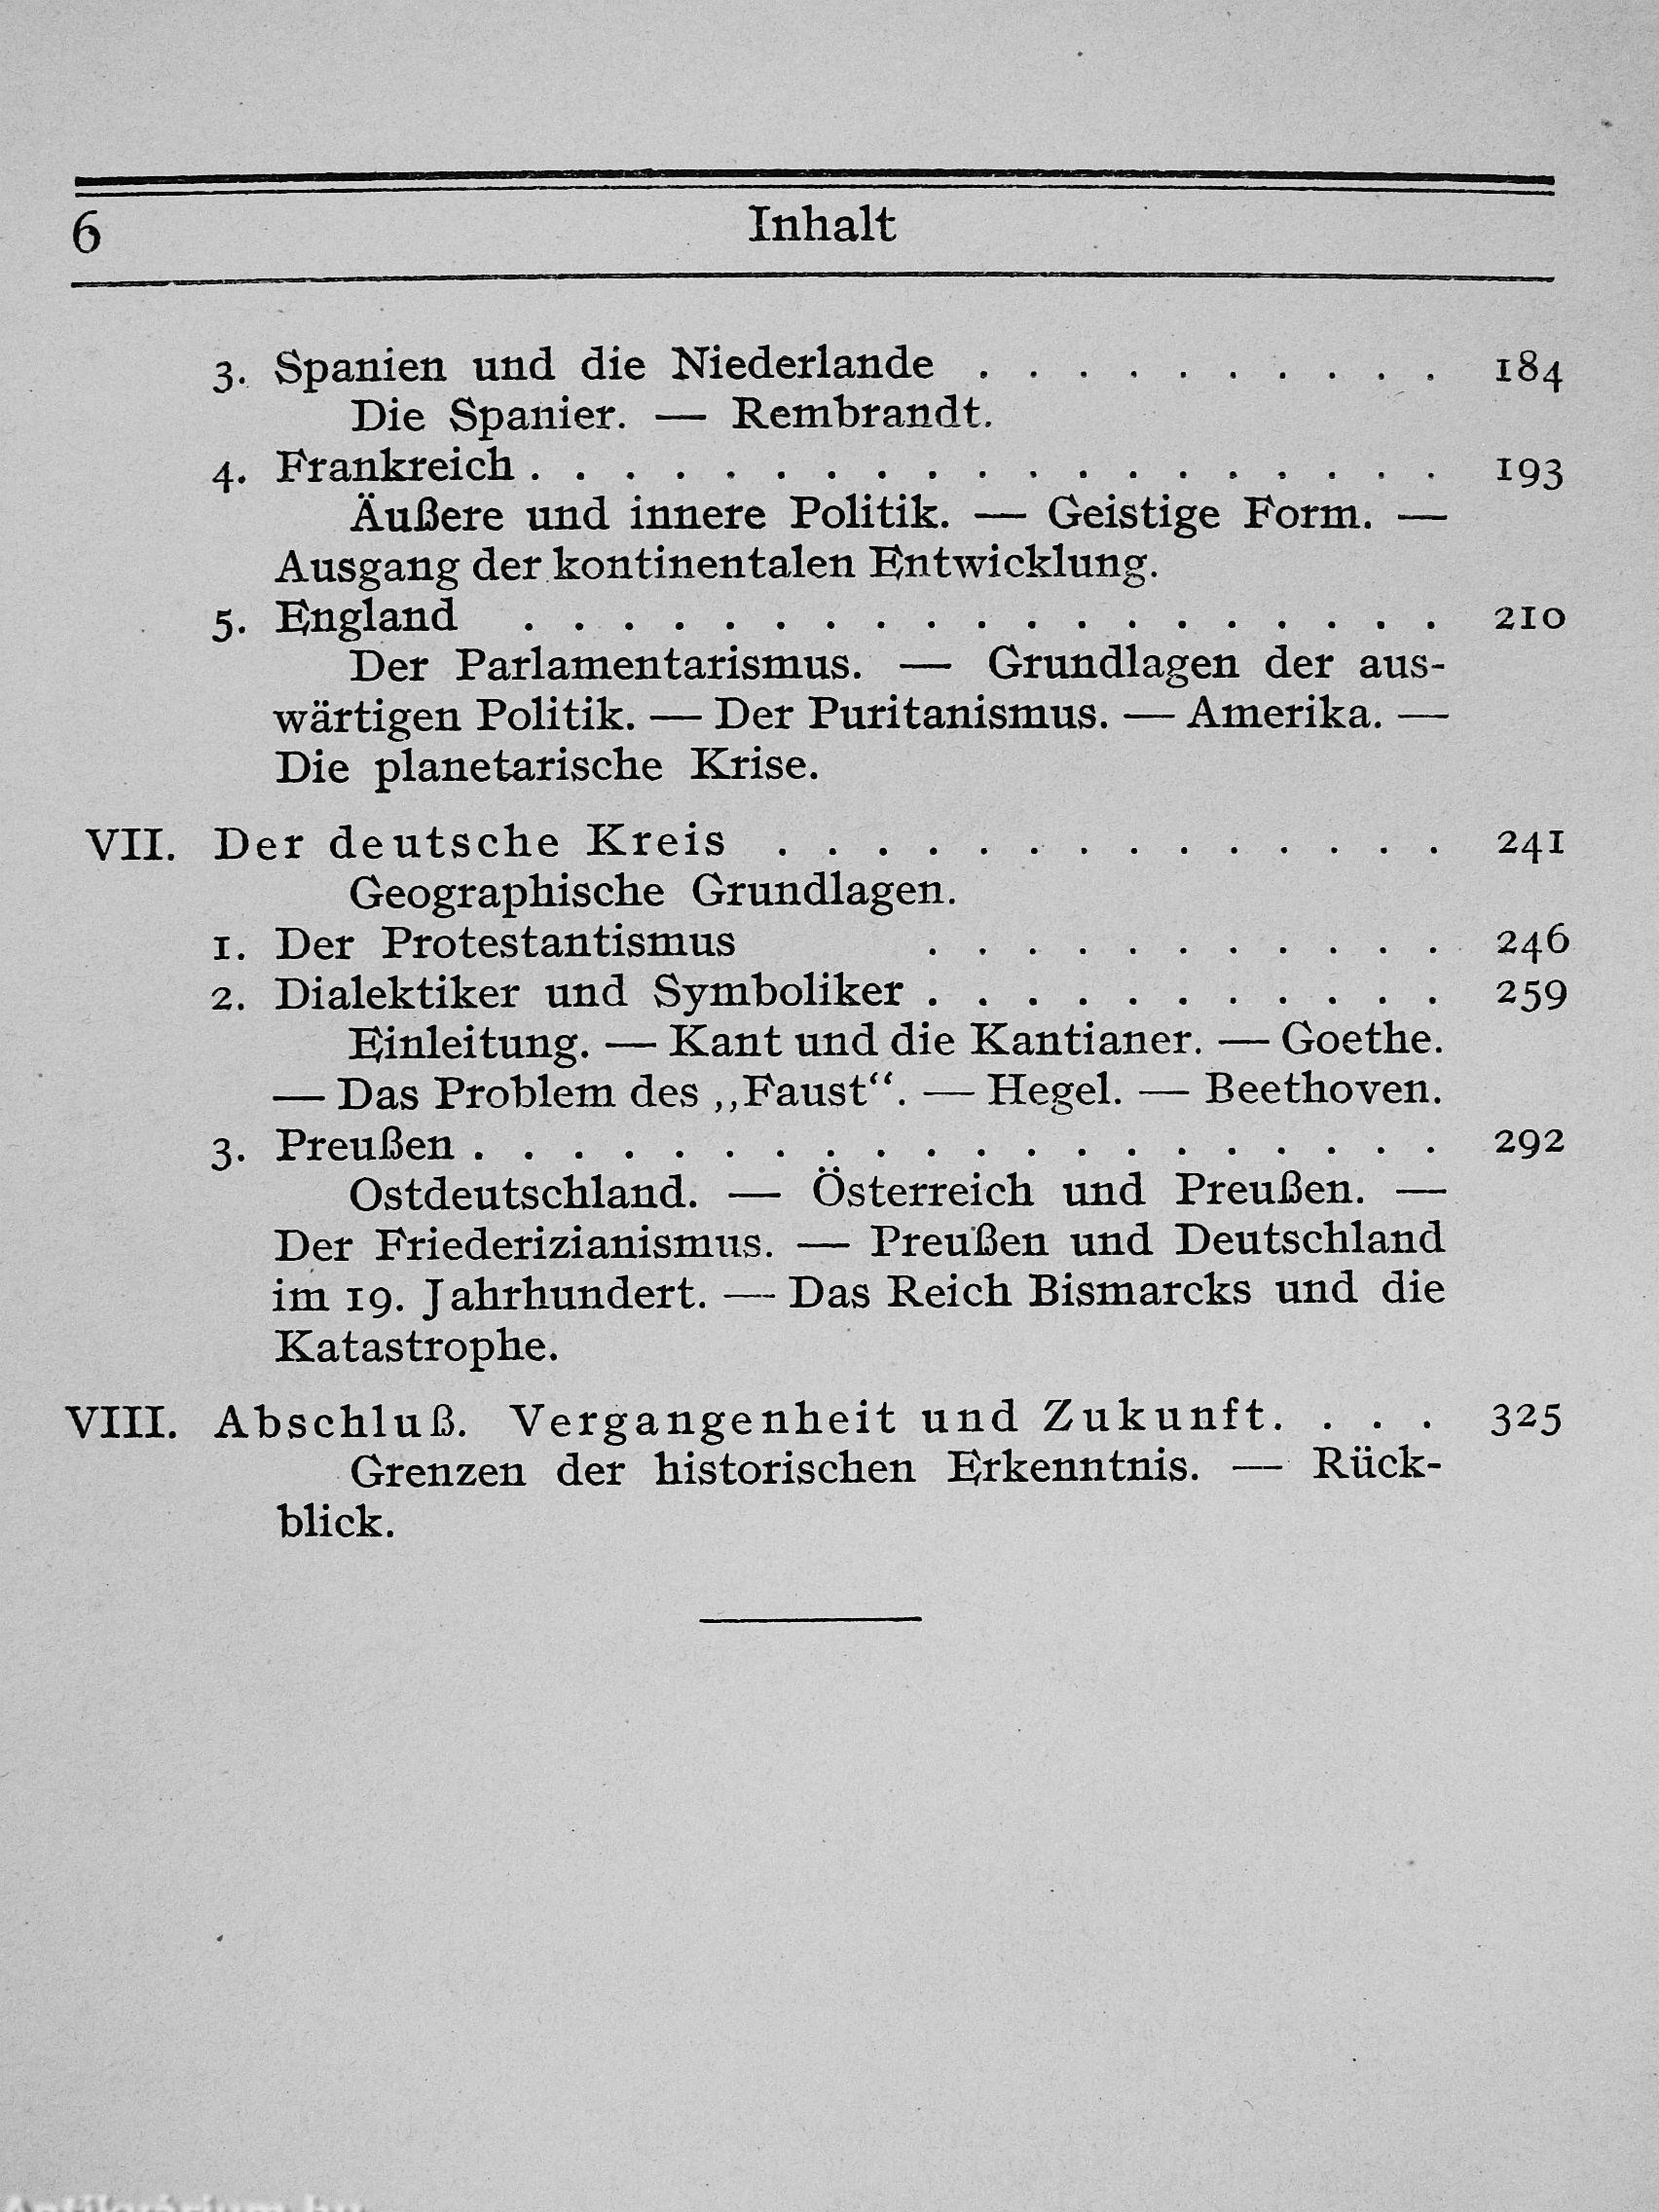 6 Inhalt
3. Spanien und die Niederlande . . . . . . . . . . 184
Die Spanier. — Rembrandt.
4. Frankreich . . . . . . . . . . . . . . . . . . . 193
Äußere und innere Politik. — Geistige Form. —
Ausgang der kontinentalen Entwicklung.
5. England . . . . . . . . . . . . . . . . . . . 210
Der Parlamentarismus. — Grundlagen der aus-
wärtigen Politik. — Der Puritanismus. — Amerika. —
Die planetarische Krise.
VII. Der deutsche Kreis . . . . . . . . . . . . . . 241
Geographische Grundlagen.
1. Der Protestantismus . . . . . . . . . . . 246
2. Dialektiker und Symboliker . . . . . . . . . . . 259
Einleitung. — Kant und die Kantianer. — Goethe.
— Das Problem des „Faust“. — Hegel. — Beethoven.
3. Preußen . . . . . . . . . . . . . . . . . . . . 292
Ostdeutschland. — Österreich und Preußen. —
Der Friederizianismus. — Preußen und Deutschland
im 19. Jahrhundert. — Das Reich Bismarcks und die
Katastrophe.
VIII. Abschluß. Vergangenheit und Zukunft. . . . 325
Grenzen der historischen Erkenntnis. — Rück-
blick.